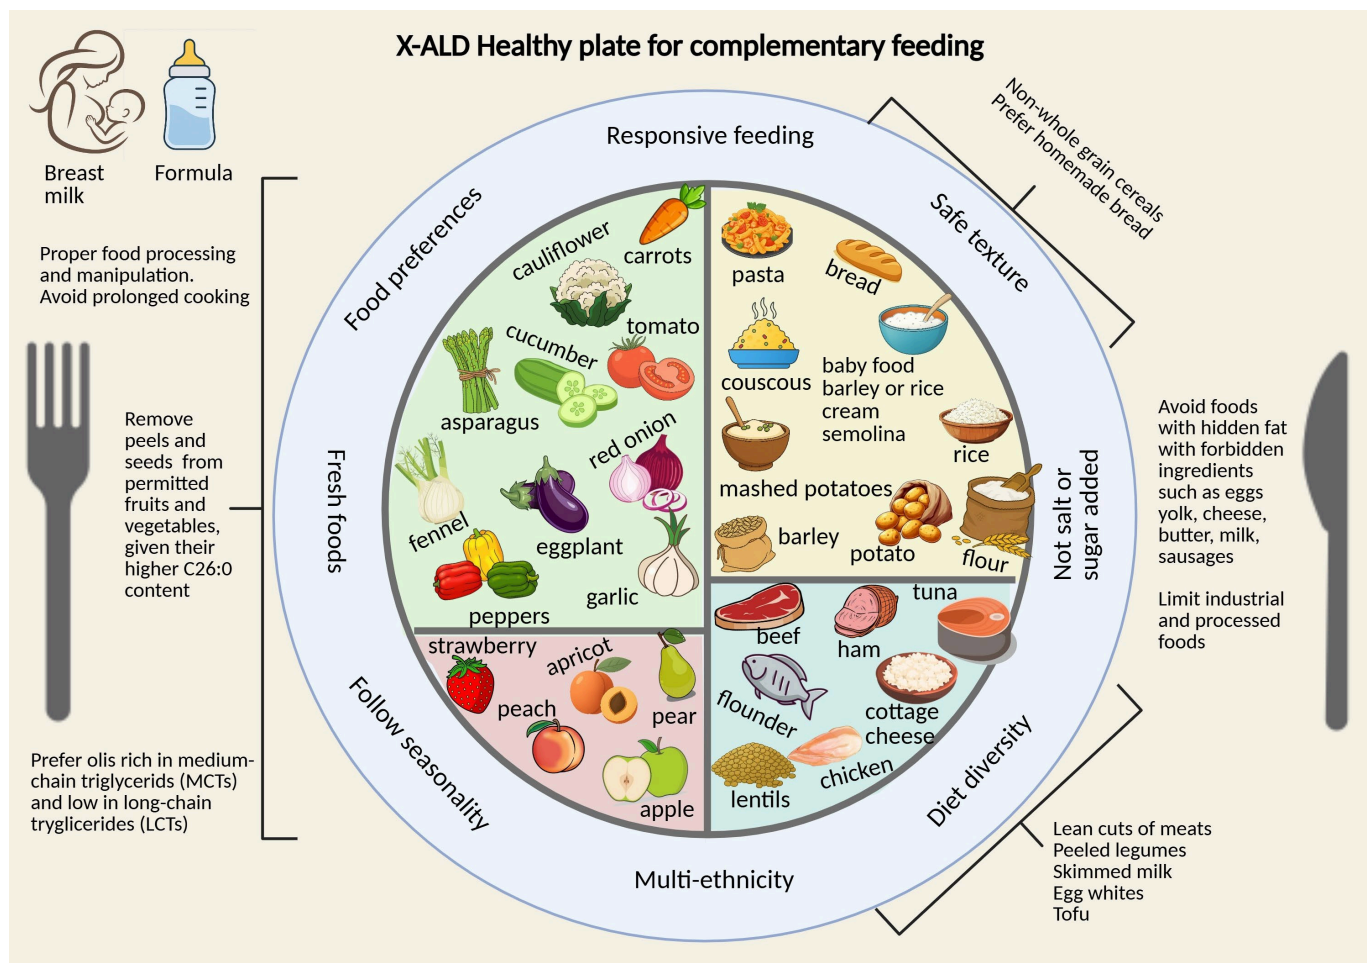 X-ALD Healthy plate for complementary feeding
Breast
milk
Formula
Proper food processing
and manipulation.
Avoid prolonged cooking
Remove
peels and
seeds from
permitted
fruits and
vegetables,
given their
higher C26:0
content
Prefer olis rich in medium-
chain triglycerids (MCTs)
and low in long-chain
tryglicerides (LCTs)
Responsive feeding
Safe texture
Not salt or
sugar added
Diet diversity
Multi-ethnicity
Follow seasonality
Fresh foods
Food preferences
carrots
cauliflower
tomato
cucumber
asparagus
red onion
fennel
eggplant
garlic
peppers
strawberry
apricot
peach
pear
apple
pasta
bread
couscous
baby food
barley or rice
cream
semolina
rice
mashed potatoes
barley
potato
flour
beef
ham
tuna
flounder
cottage
cheese
lentils
chicken
Non-whole grain cereals
Prefer homemade bread
Avoid foods
with hidden fat
with forbidden
ingredients
such as eggs
yolk, cheese,
butter, milk,
sausages
Limit industrial
and processed
foods
Lean cuts of meats
Peeled legumes
Skimmed milk
Egg whites
Tofu